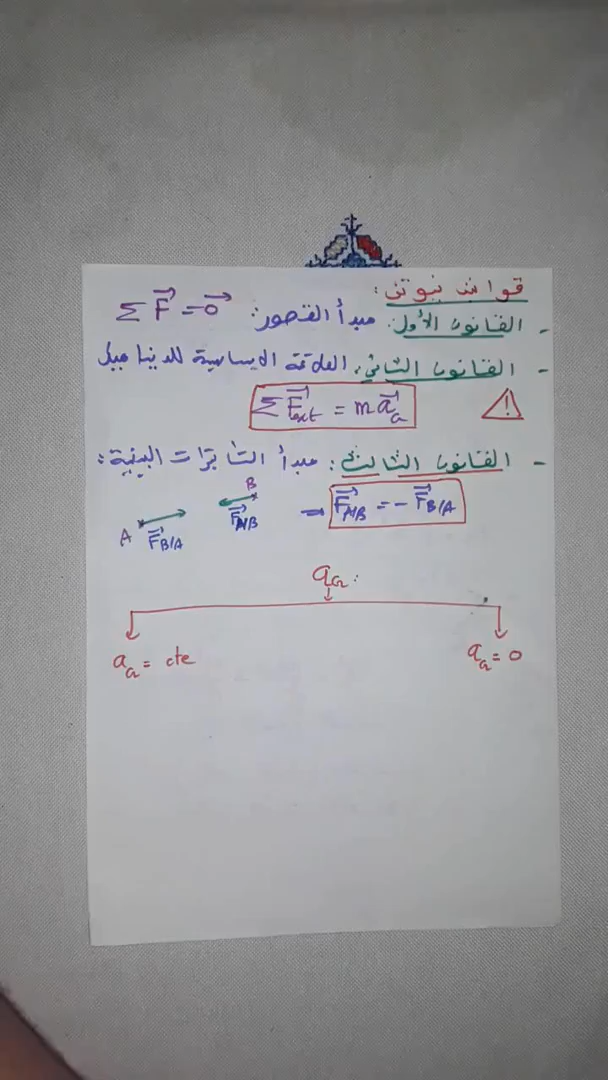 قوانين نيوتن:
- القانون الأول: مبدأ القصور: ΣF⃗ = 0⃗
- القانون الثاني: العلاقة الأساسية للديناميك
ΣF⃗ext = m a⃗G
!
- القانون الثالث: مبدأ التأثيرات البينية:
A F⃗B/A B F⃗A/B → F⃗A/B = - F⃗B/A
aG:
aG = cte aG = 0